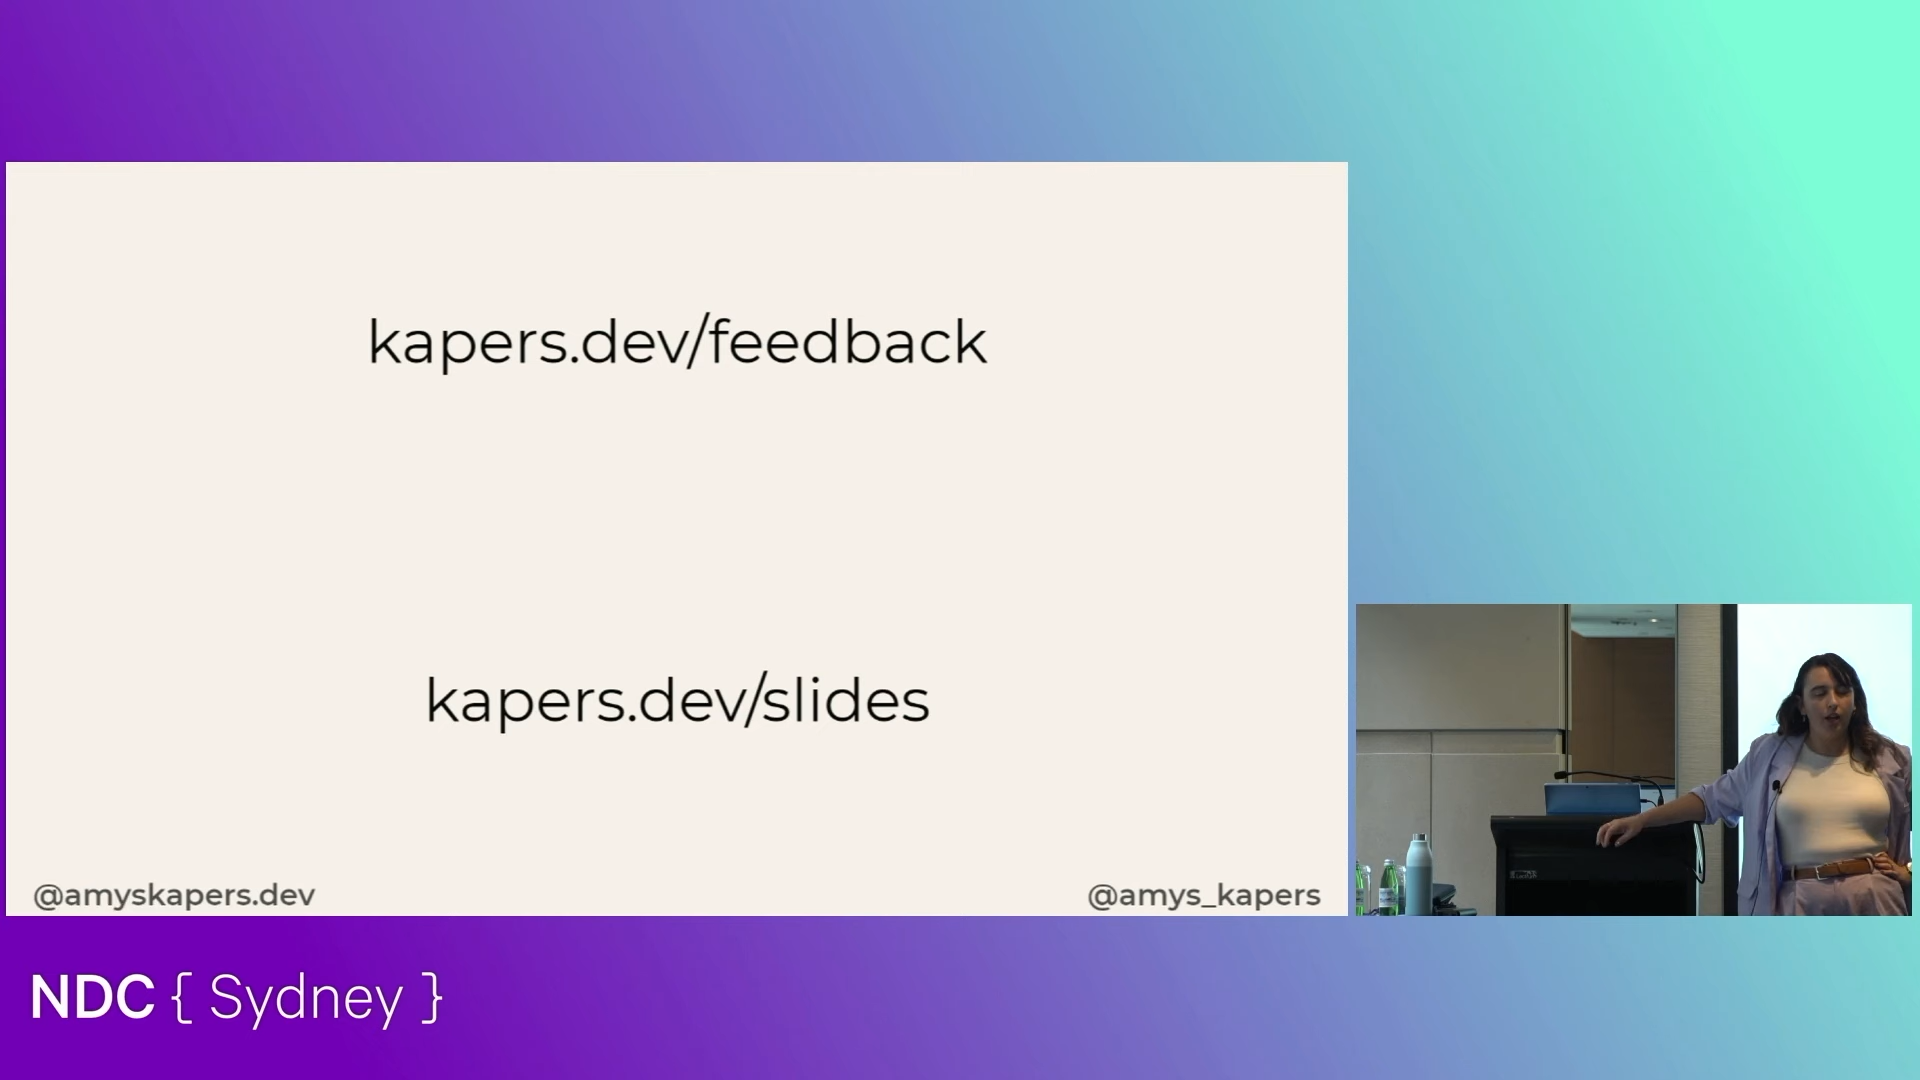 kapers.dev/feedback
kapers.dev/slides
@amyskapers.dev
@amys_kapers
NDC { Sydney }